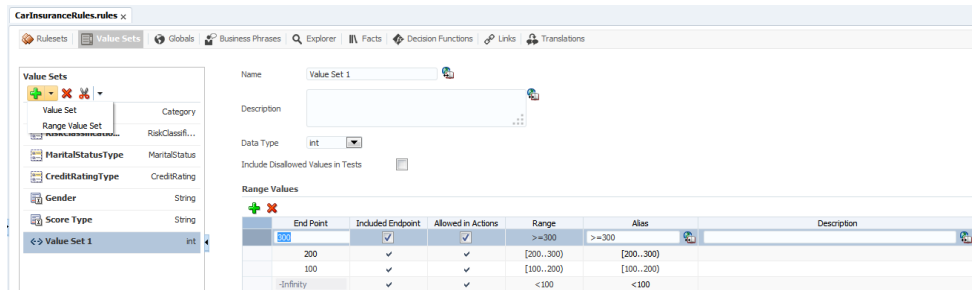 CarInsuranceRules.rules ×
Rulesets Value Sets Globals Business Phrases Explorer Facts Decision Functions Links Translations
Value Sets
Value Set
Range Value Set
Category
RiskClassifi...
MaritalStatusType MaritalStatus
CreditRatingType CreditRating
Gender String
Score Type String
Value Set 1 int
Name Value Set 1
Description
Data Type int
Include Disallowed Values in Tests
Range Values
End Point Included Endpoint Allowed in Actions Range Alias Description
300 >=300 >=300
200 [200..300) [200..300)
100 [100..200) [100..200)
-Infinity <100 <100